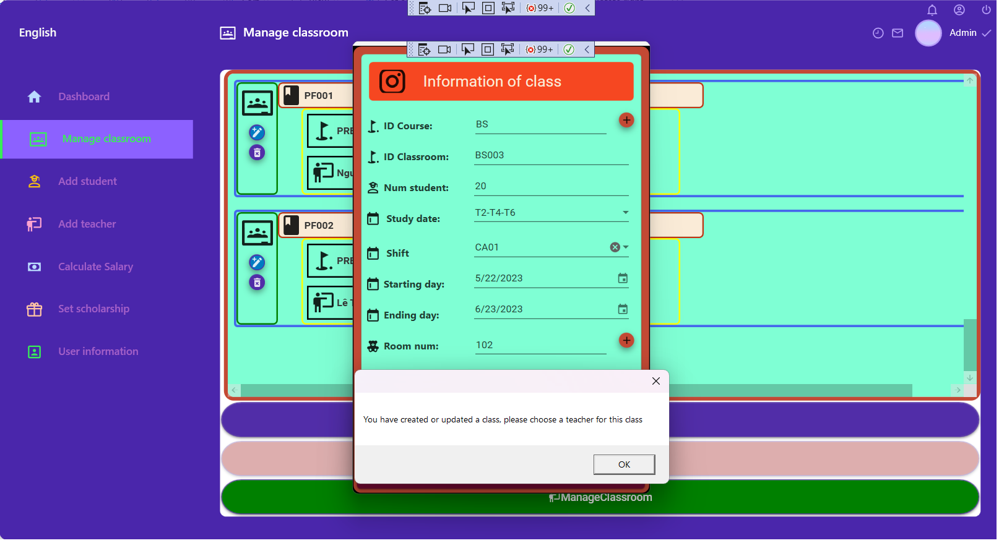 99+
English
Manage classroom
Admin
99+
Information of class
Dashboard
Manage classroom
Add student
Add teacher
Calculate Salary
Set scholarship
User information
PF001
PRE
Ngu
PF002
PRE
Lê T
ID Course: BS
ID Classroom: BS003
Num student: 20
Study date: T2-T4-T6
Shift CA01
Starting day: 5/22/2023
Ending day: 6/23/2023
Room num: 102
You have created or updated a class, please choose a teacher for this class
OK
ManageClassroom